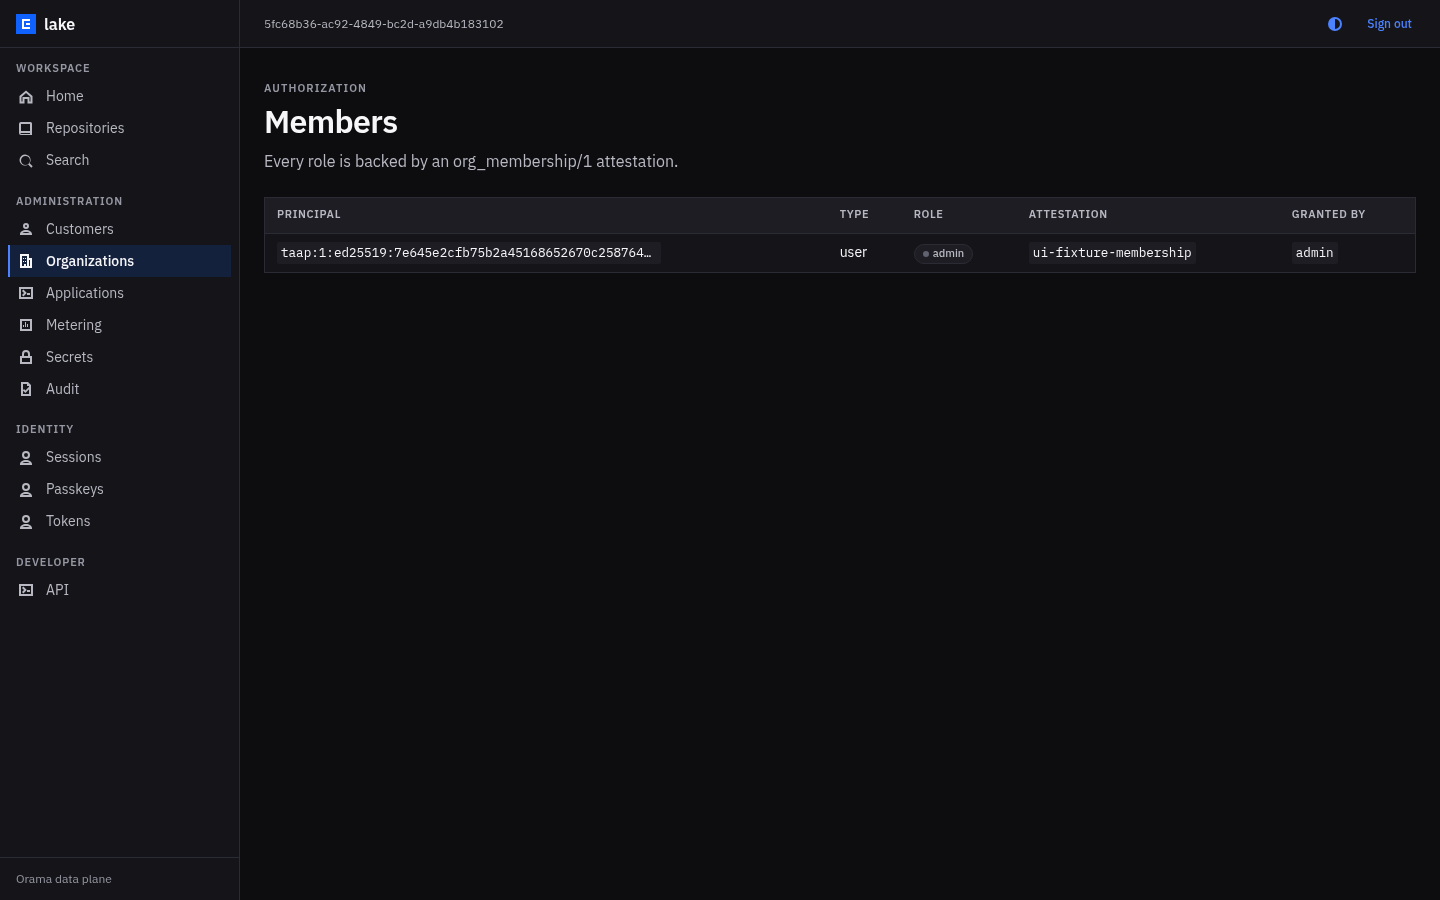 lake
5fc68b36-ac92-4849-bc2d-a9db4b183102
Sign out
WORKSPACE
Home
Repositories
Search
ADMINISTRATION
Customers
Organizations
Applications
Metering
Secrets
Audit
IDENTITY
Sessions
Passkeys
Tokens
DEVELOPER
API
Orama data plane
AUTHORIZATION
Members
Every role is backed by an org_membership/1 attestation.
PRINCIPAL TYPE ROLE ATTESTATION GRANTED BY
taap:1:ed25519:7e645e2cfb75b2a45168652670c258764… user admin ui-fixture-membership admin